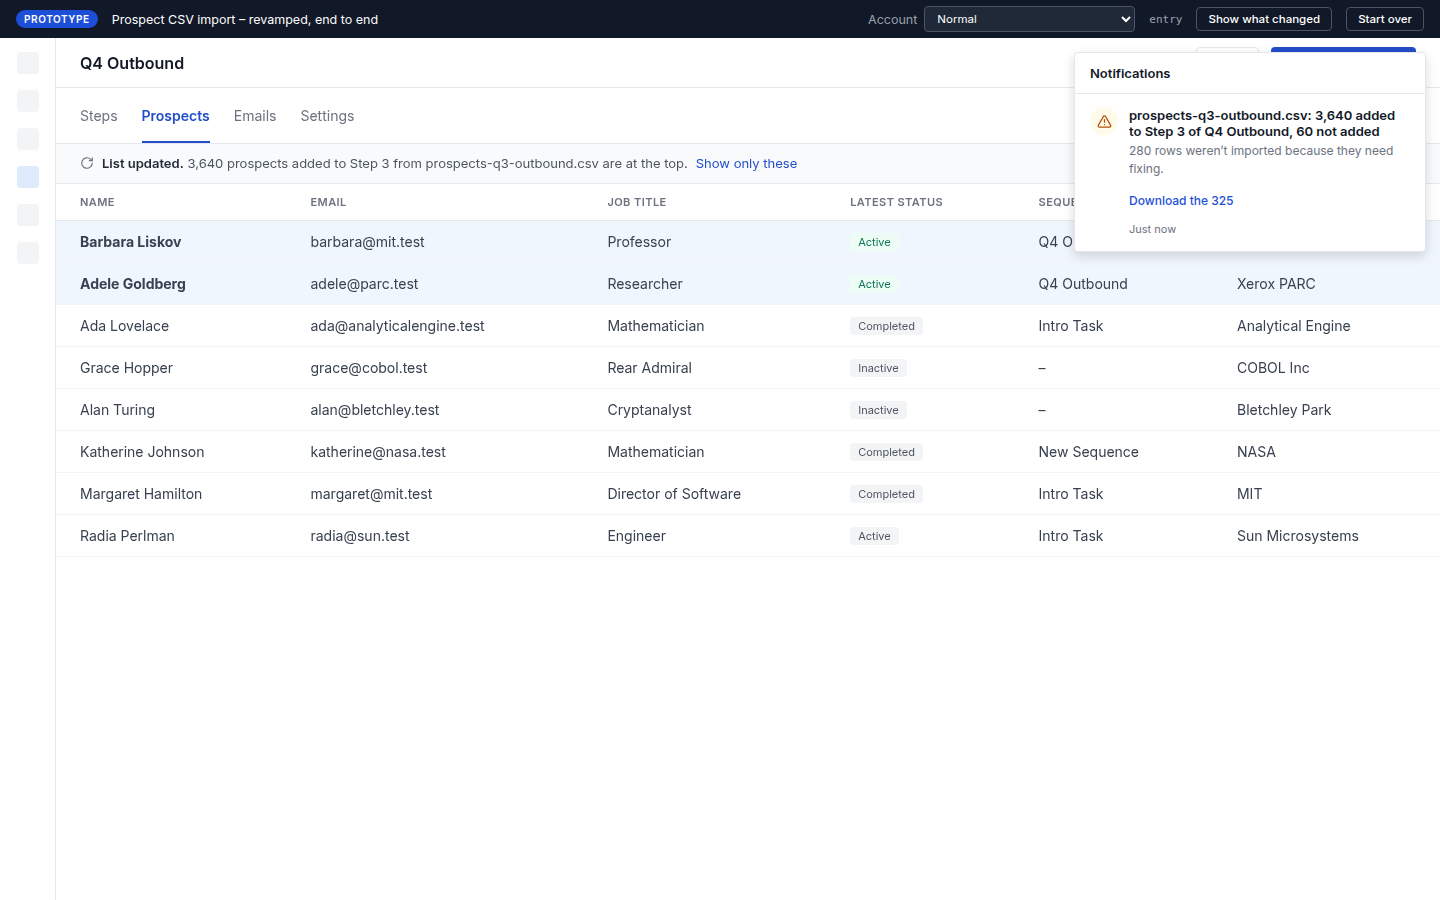 PROTOTYPE Prospect CSV import – revamped, end to end Account Normal entry Show what changed Start over
Q4 Outbound
Steps Prospects Emails Settings
List updated. 3,640 prospects added to Step 3 from prospects-q3-outbound.csv are at the top. Show only these
Notifications
prospects-q3-outbound.csv: 3,640 added
to Step 3 of Q4 Outbound, 60 not added
280 rows weren’t imported because they need
fixing.
Download the 325
Just now
NAME EMAIL JOB TITLE LATEST STATUS
Barbara Liskov barbara@mit.test Professor Active Q4
Adele Goldberg adele@parc.test Researcher Active Q4 Outbound Xerox PARC
Ada Lovelace ada@analyticalengine.test Mathematician Completed Intro Task Analytical Engine
Grace Hopper grace@cobol.test Rear Admiral Inactive – COBOL Inc
Alan Turing alan@bletchley.test Cryptanalyst Inactive – Bletchley Park
Katherine Johnson katherine@nasa.test Mathematician Completed New Sequence NASA
Margaret Hamilton margaret@mit.test Director of Software Completed Intro Task MIT
Radia Perlman radia@sun.test Engineer Active Intro Task Sun Microsystems